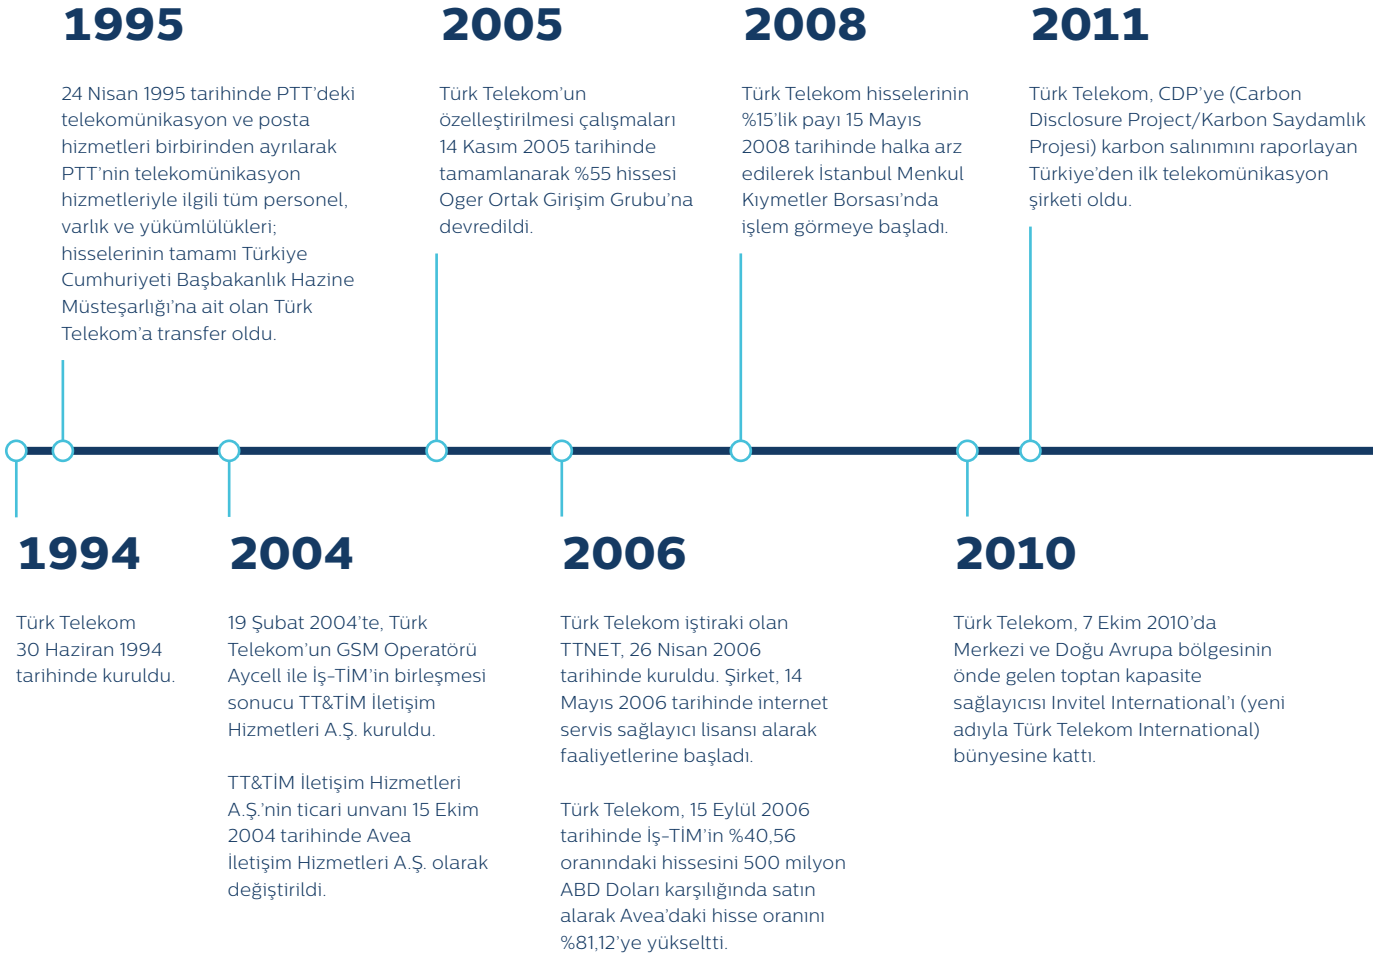 1995
24 Nisan 1995 tarihinde PTT'deki
telekomünikasyon ve posta
hizmetleri birbirinden ayrılarak
PTT'nin telekomünikasyon
hizmetleriyle ilgili tüm personel,
varlık ve yükümlülükleri;
hisselerinin tamamı Türkiye
Cumhuriyeti Başbakanlık Hazine
Müsteşarlığı'na ait olan Türk
Telekom'a transfer oldu.
2005
Türk Telekom'un
özelleştirilmesi çalışmaları
14 Kasım 2005 tarihinde
tamamlanarak %55 hissesi
Oger Ortak Girişim Grubu'na
devredildi.
2008
Türk Telekom hisselerinin
%15'lik payı 15 Mayıs
2008 tarihinde halka arz
edilerek İstanbul Menkul
Kıymetler Borsası'nda
işlem görmeye başladı.
2011
Türk Telekom, CDP'ye (Carbon
Disclosure Project/Karbon Saydamlık
Projesi) karbon salınımını raporlayan
Türkiye'den ilk telekomünikasyon
şirketi oldu.
1994
Türk Telekom
30 Haziran 1994
tarihinde kuruldu.
2004
19 Şubat 2004'te, Türk
Telekom'un GSM Operatörü
Aycell ile İş-TİM'in birleşmesi
sonucu TT&TİM İletişim
Hizmetleri A.Ş. kuruldu.
TT&TİM İletişim Hizmetleri
A.Ş.'nin ticari unvanı 15 Ekim
2004 tarihinde Avea
İletişim Hizmetleri A.Ş. olarak
değiştirildi.
2006
Türk Telekom iştiraki olan
TTNET, 26 Nisan 2006
tarihinde kuruldu. Şirket, 14
Mayıs 2006 tarihinde internet
servis sağlayıcı lisansı alarak
faaliyetlerine başladı.
Türk Telekom, 15 Eylül 2006
tarihinde İş-TİM'in %40,56
oranındaki hissesini 500 milyon
ABD Doları karşılığında satın
alarak Avea'daki hisse oranını
%81,12'ye yükseltti.
2010
Türk Telekom, 7 Ekim 2010'da
Merkezi ve Doğu Avrupa bölgesinin
önde gelen toptan kapasite
sağlayıcısı Invitel International'ı (yeni
adıyla Türk Telekom International)
bünyesine kattı.